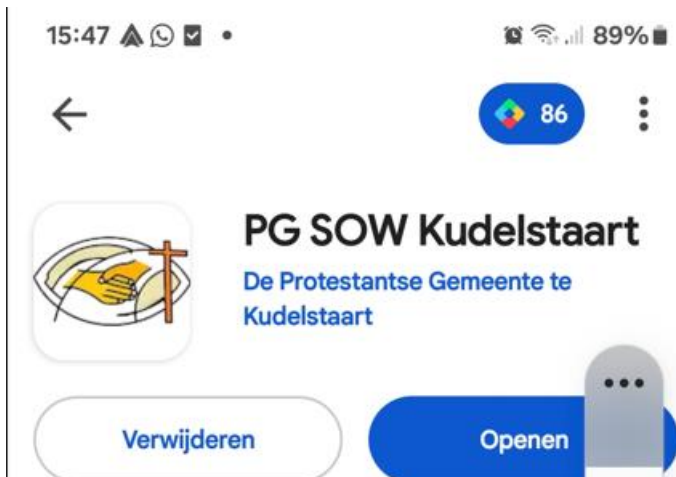 15:47
89%
86
PG SOW Kudelstaart
De Protestantse Gemeente te
Kudelstaart
Verwijderen
Openen